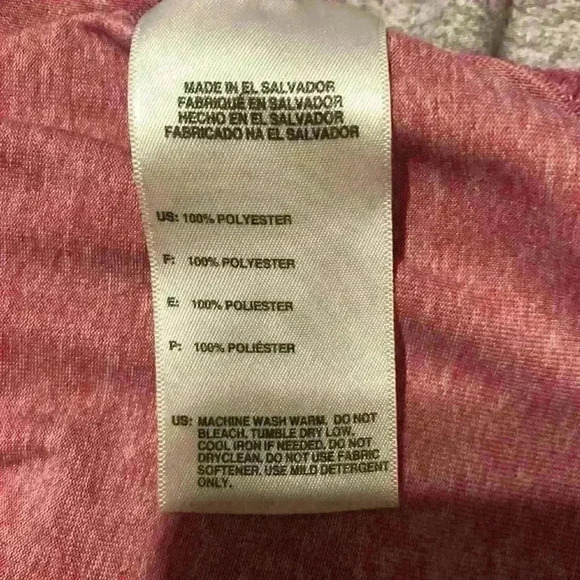 MADE IN EL SALVADOR
FABRIQUÉ EN SALVADOR
HECHO EN EL SALVADOR
FABRICADO NA EL SALVADOR
US: 100% POLYESTER
F: 100% POLYESTER
E: 100% POLYESTER
P: 100% POLIÉSTER
US: MACHINE WASH WARM, DO NOT
BLEACH, TUMBLE DRY LOW,
COOL IRON IF NEEDED, DO NOT
DRYCLEAN, DO NOT USE FABRIC
SOFTENER. USE MILD DETERGENT
ONLY.